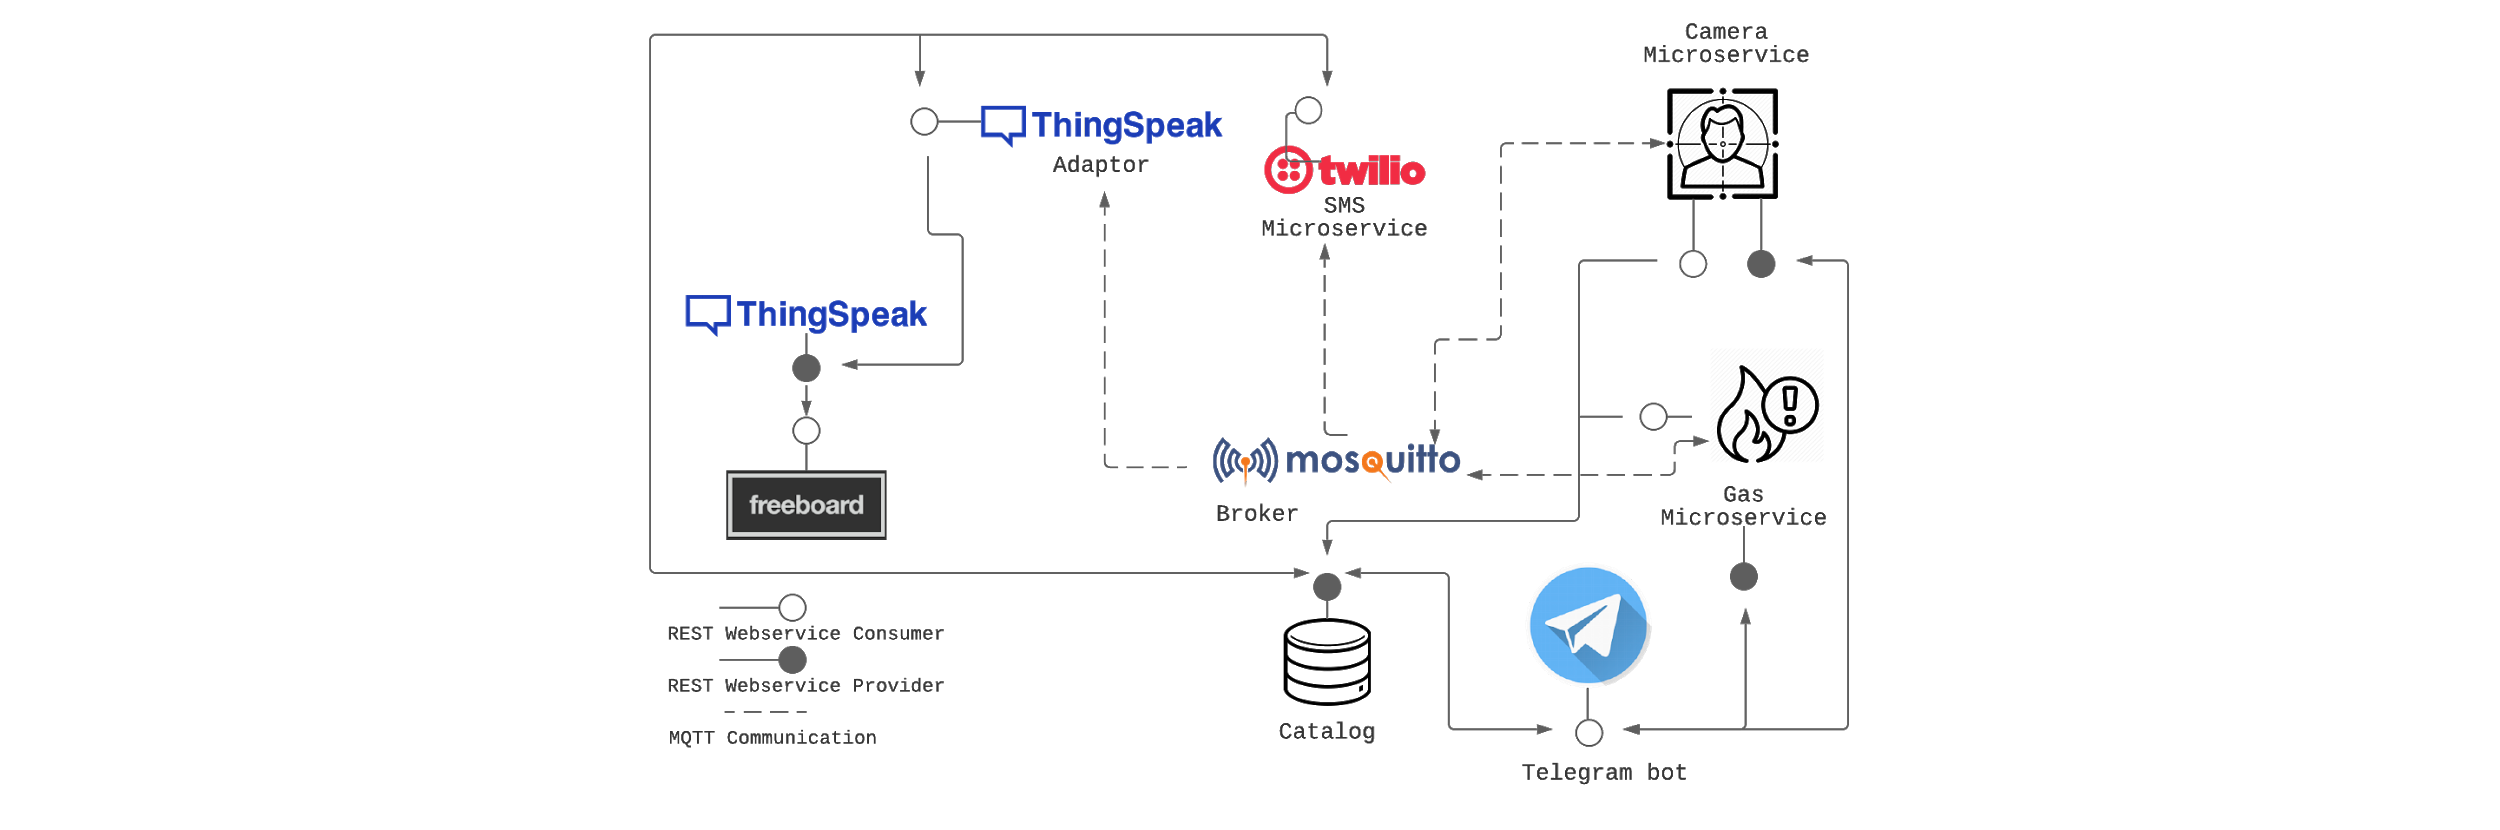 Camera
Microservice
ThingSpeak
Adaptor
twilio
SMS
Microservice
ThingSpeak
freeboard
mosquitto
Broker
Gas
Microservice
REST Webservice Consumer
REST Webservice Provider
MQTT Communication
Catalog
Telegram bot